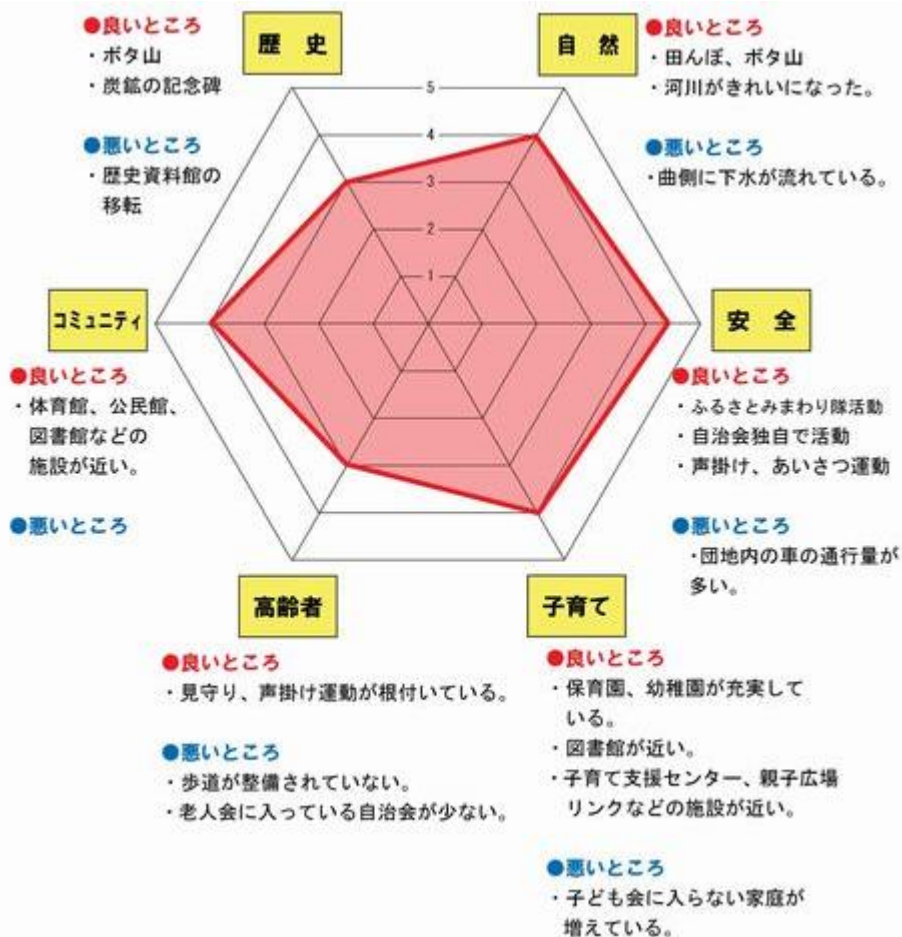 歴 史
●良いところ
・ボタ山
・炭鉱の記念碑
●悪いところ
・歴史資料館の
移転
自 然
●良いところ
・田んぼ、ボタ山
・河川がきれいになった。
●悪いところ
・曲側に下水が流れている。
5
4
3
2
1
コミュニティ
●良いところ
・体育館、公民館、
図書館などの
施設が近い。
●悪いところ
安 全
●良いところ
・ふるさとみまわり隊活動
・自治会独自で活動
・声掛け、あいさつ運動
●悪いところ
・団地内の車の通行量が
多い。
高齢者
●良いところ
・見守り、声掛け運動が根付いている。
●悪いところ
・歩道が整備されていない。
・老人会に入っている自治会が少ない。
子育て
●良いところ
・保育園、幼稚園が充実して
いる。
・図書館が近い。
・子育て支援センター、親子広場
リンクなどの施設が近い。
●悪いところ
・子ども会に入らない家庭が
増えている。